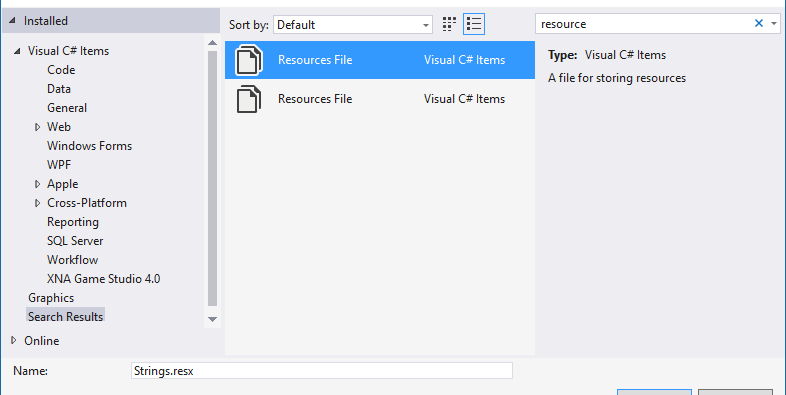 Installed
Sort by: Default
resource
Visual C# Items
Code
Data
General
Web
Windows Forms
WPF
Apple
Cross-Platform
Reporting
SQL Server
Workflow
XNA Game Studio 4.0
Graphics
Search Results
Online
Resources File Visual C# Items
Resources File Visual C# Items
Type: Visual C# Items
A file for storing resources
Name: Strings.resx